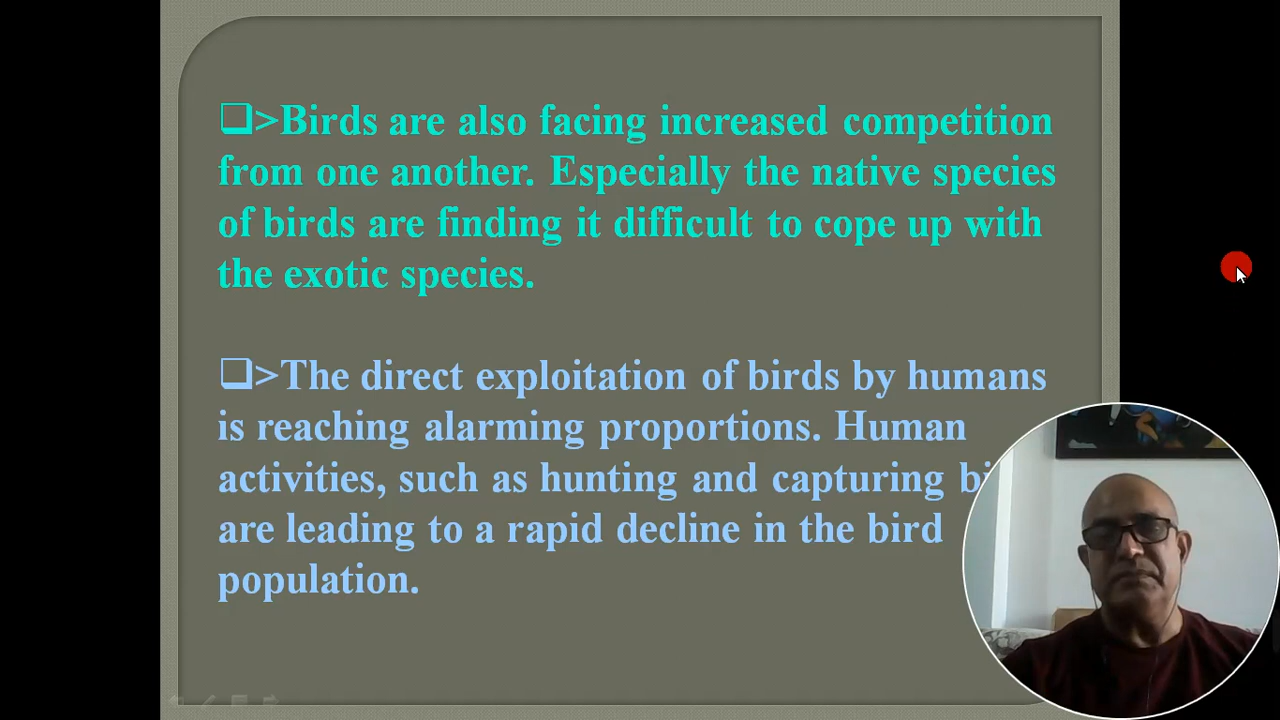 ❑>Birds are also facing increased competition
from one another. Especially the native species
of birds are finding it difficult to cope up with
the exotic species.
❑>The direct exploitation of birds by humans
is reaching alarming proportions. Human
activities, such as hunting and capturing
are leading to a rapid decline in the bird
population.